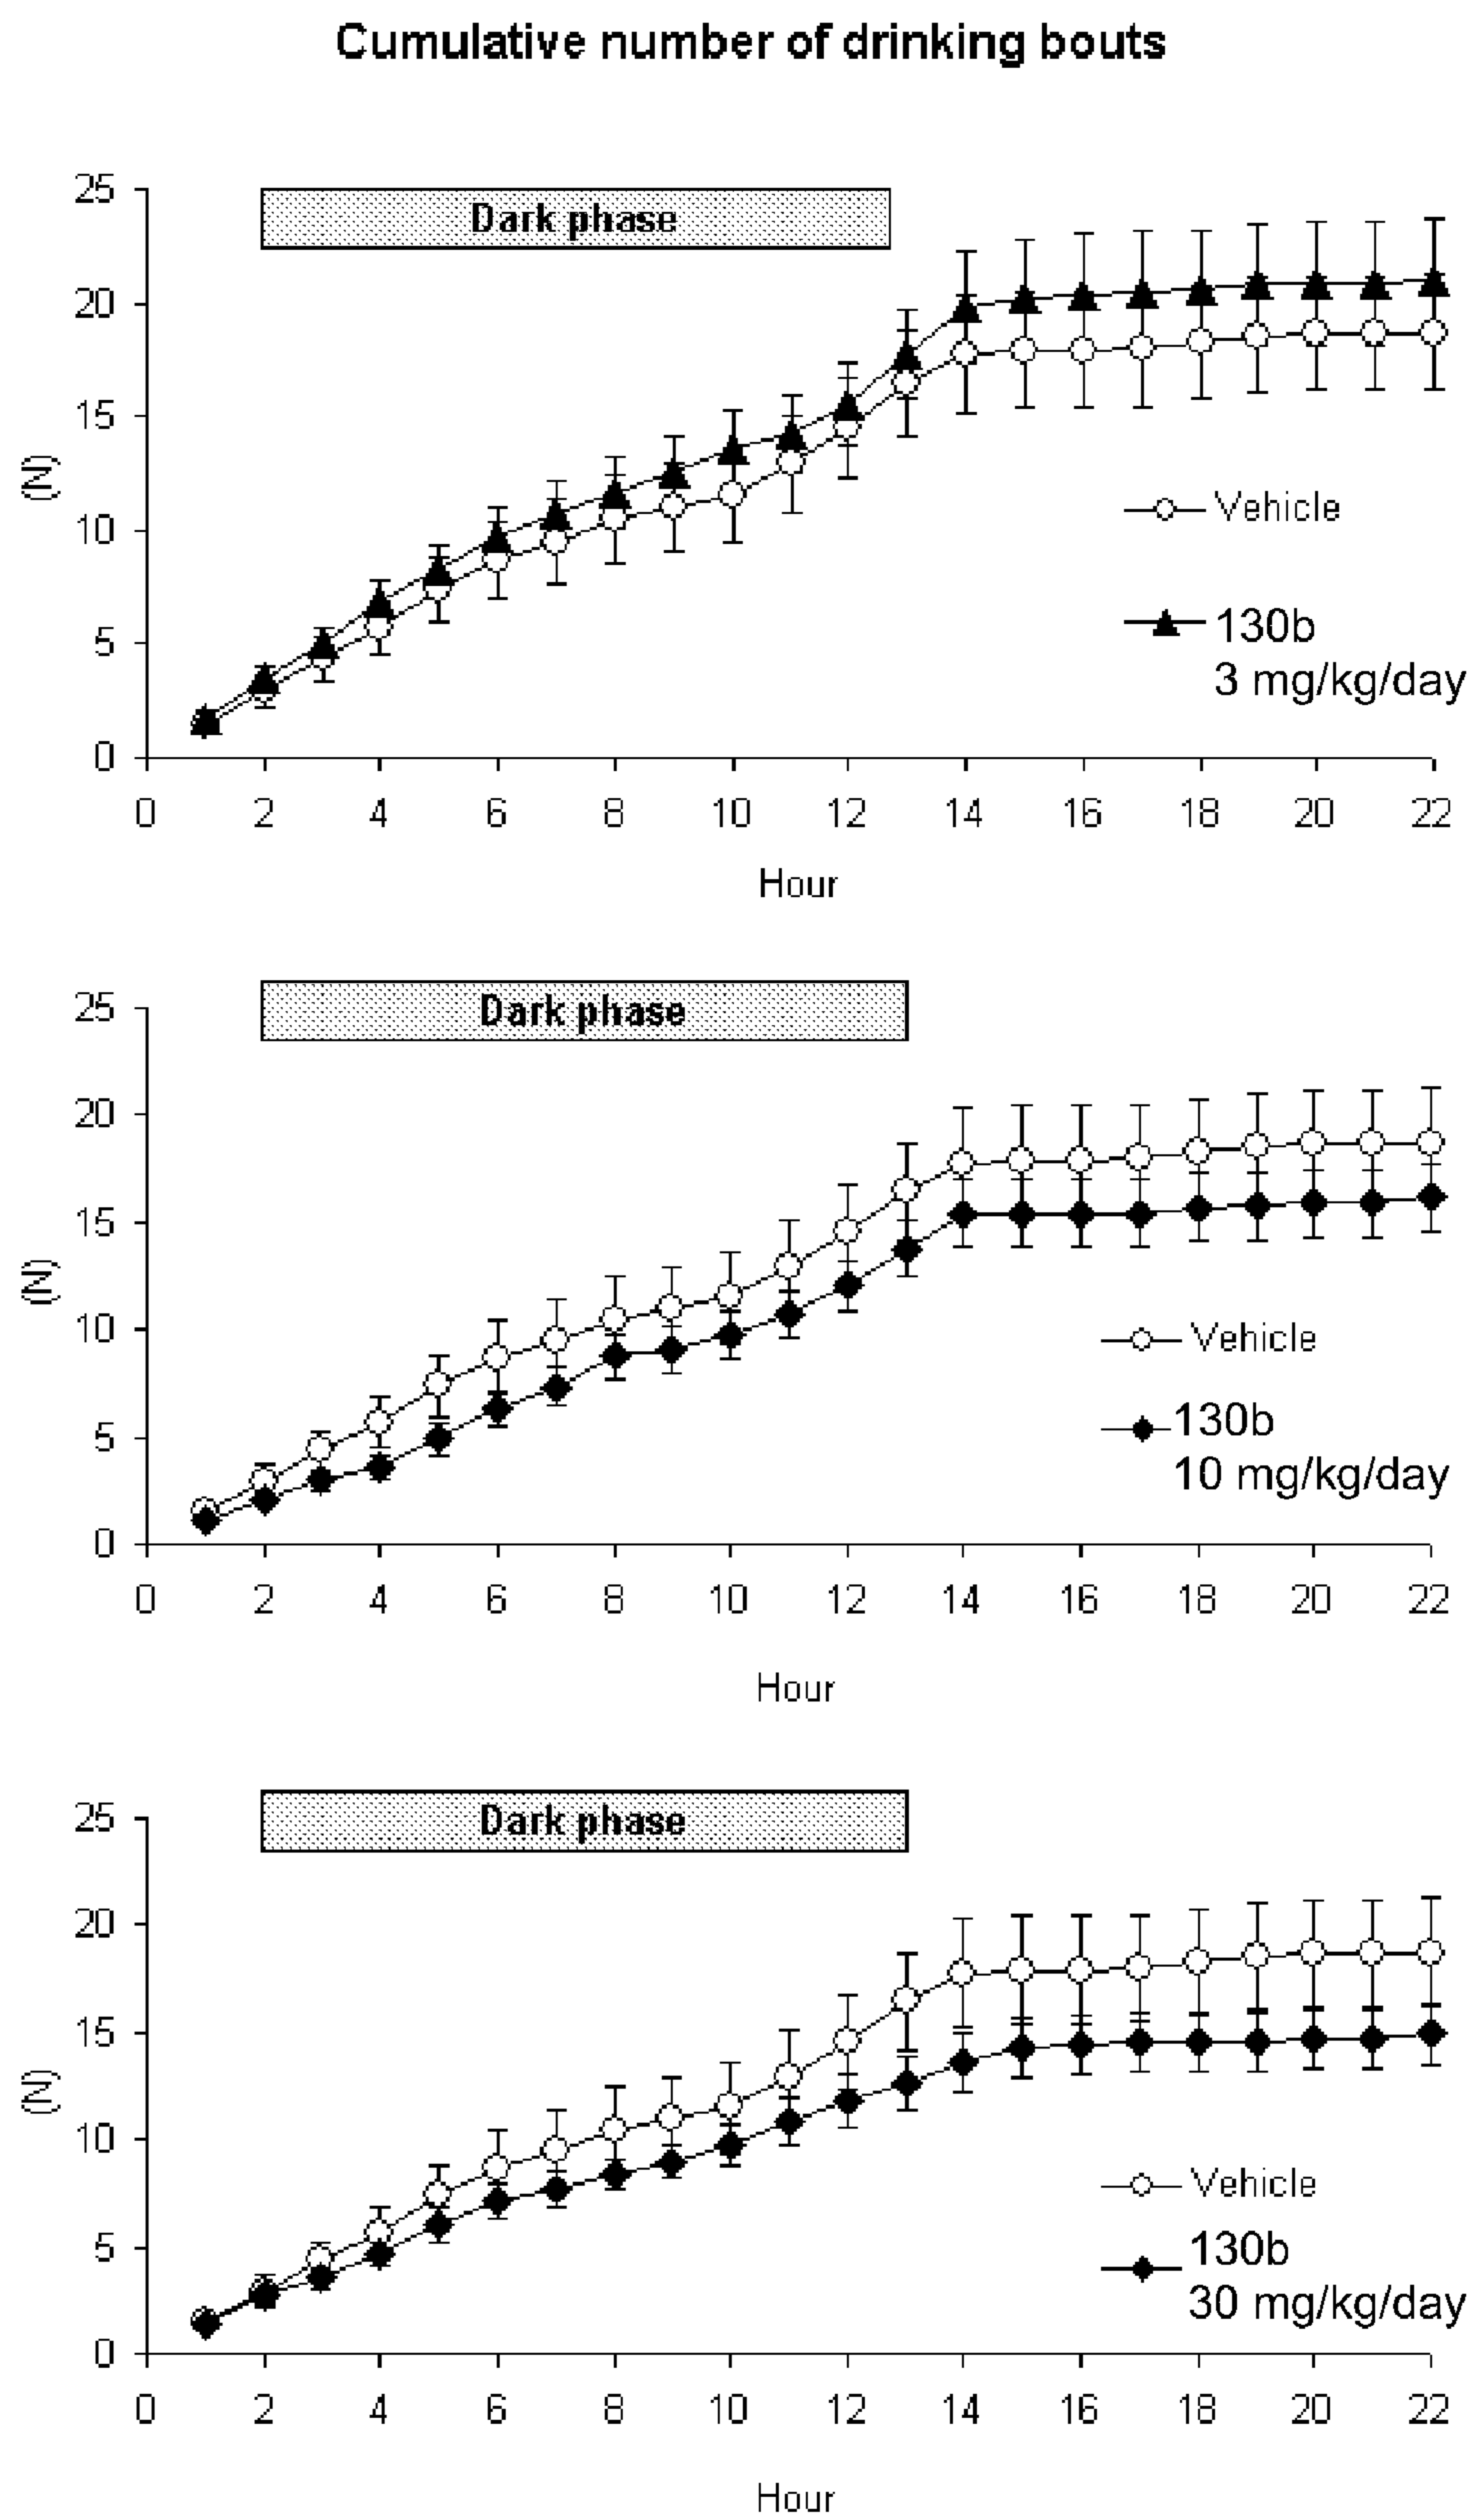 Cumulative number of drinking bouts
25
Dark phase
20
15
(N)
10
Vehicle
5
130b
3 mg/kg/day
0
0 2 4 6 8 10 12 14 16 18 20 22
Hour
25
Dark phase
20
15
(N)
10
Vehicle
5
130b
10 mg/kg/day
0
0 2 4 6 8 10 12 14 16 18 20 22
Hour
25
Dark phase
20
15
(N)
10
Vehicle
5
130b
30 mg/kg/day
0
0 2 4 6 8 10 12 14 16 18 20 22
Hour